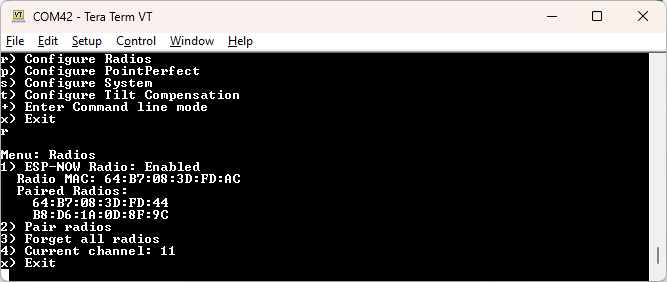 COM42 - Tera Term VT
File Edit Setup Control Window Help
r) Configure Radios
p) Configure PointPerfect
s) Configure System
t) Configure Tilt Compensation
+) Enter Command line mode
x) Exit
r
Menu: Radios
1) ESP-NOW Radio: Enabled
Radio MAC: 64:B7:08:3D:FD:AC
Paired Radios:
64:B7:08:3D:FD:44
B8:D6:1A:0D:8F:9C
2) Pair radios
3) Forget all radios
4) Current channel: 11
x) Exit